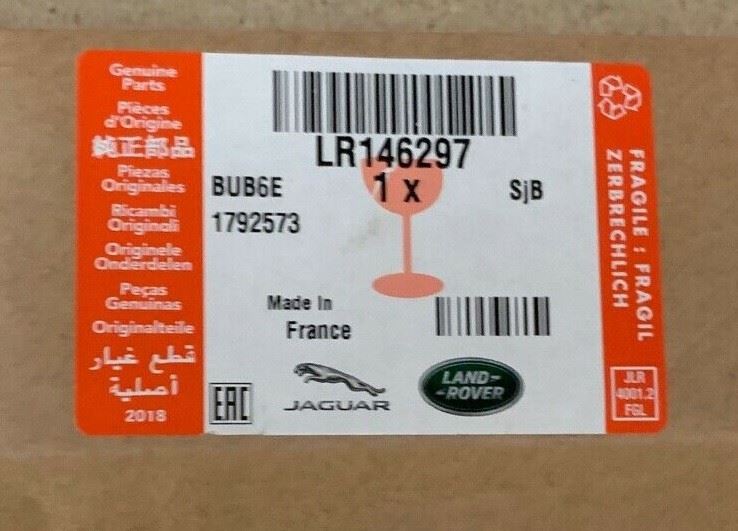 Genuine
Parts
Pièces
d'Origine
純正部品
Piezas
Originales
Ricambi
Originali
Originele
Onderdelen
Peças
Genuinas
Originalteile
قطع غيار
أصلية
2018
LR146297
BUB6E
1 x
SjB
1792573
Made In
France
EAC
JAGUAR
LAND-
-ROVER
FRAGILE : FRAGIL
ZERBRECHLICH
JLR
4001.2
FGL